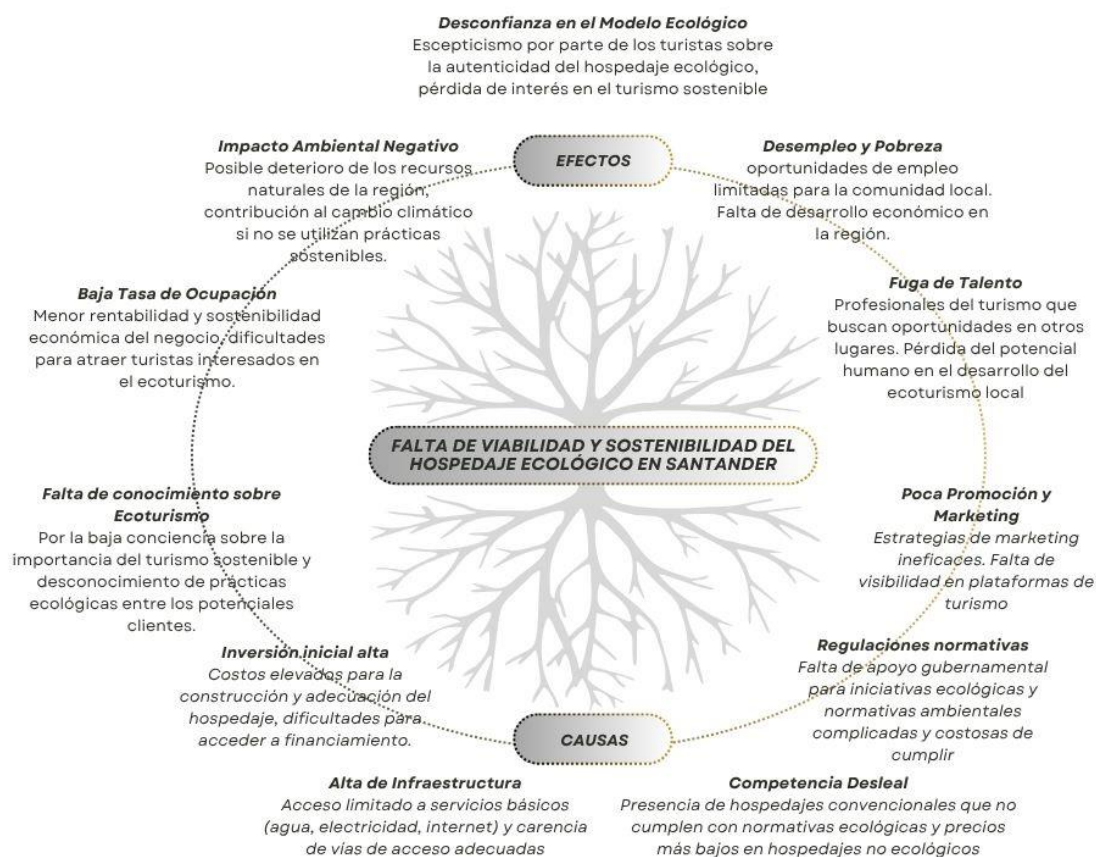 Desconfianza en el Modelo Ecológico
Escepticismo por parte de los turistas sobre
la autenticidad del hospedaje ecológico,
pérdida de interés en el turismo sostenible
EFECTOS
Impacto Ambiental Negativo
Posible deterioro de los recursos
naturales de la región,
contribución al cambio climático
si no se utilizan prácticas
sostenibles.
Desempleo y Pobreza
oportunidades de empleo
limitadas para la comunidad local.
Falta de desarrollo económico en
la región.
Baja Tasa de Ocupación
Menor rentabilidad y sostenibilidad
económica del negocio, dificultades
para atraer turistas interesados en
el ecoturismo.
Fuga de Talento
Profesionales del turismo que
buscan oportunidades en otros
lugares. Pérdida del potencial
humano en el desarrollo del
ecoturismo local
FALTA DE VIABILIDAD Y SOSTENIBILIDAD DEL
HOSPEDAJE ECOLÓGICO EN SANTANDER
Falta de conocimiento sobre
Ecoturismo
Por la baja conciencia sobre la
importancia del turismo sostenible y
desconocimiento de prácticas
ecológicas entre los potenciales
clientes.
Poca Promoción y
Marketing
Estrategias de marketing
ineficaces. Falta de
visibilidad en plataformas de
turismo
Inversión inicial alta
Costos elevados para la
construcción y adecuación del
hospedaje, dificultades para
acceder a financiamiento.
Regulaciones normativas
Falta de apoyo gubernamental
para iniciativas ecológicas y
normativas ambientales
complicadas y costosas de
cumplir
CAUSAS
Alta de Infraestructura
Acceso limitado a servicios básicos
(agua, electricidad, internet) y carencia
de vías de acceso adecuadas
Competencia Desleal
Presencia de hospedajes convencionales que no
cumplen con normativas ecológicas y precios
más bajos en hospedajes no ecológicos